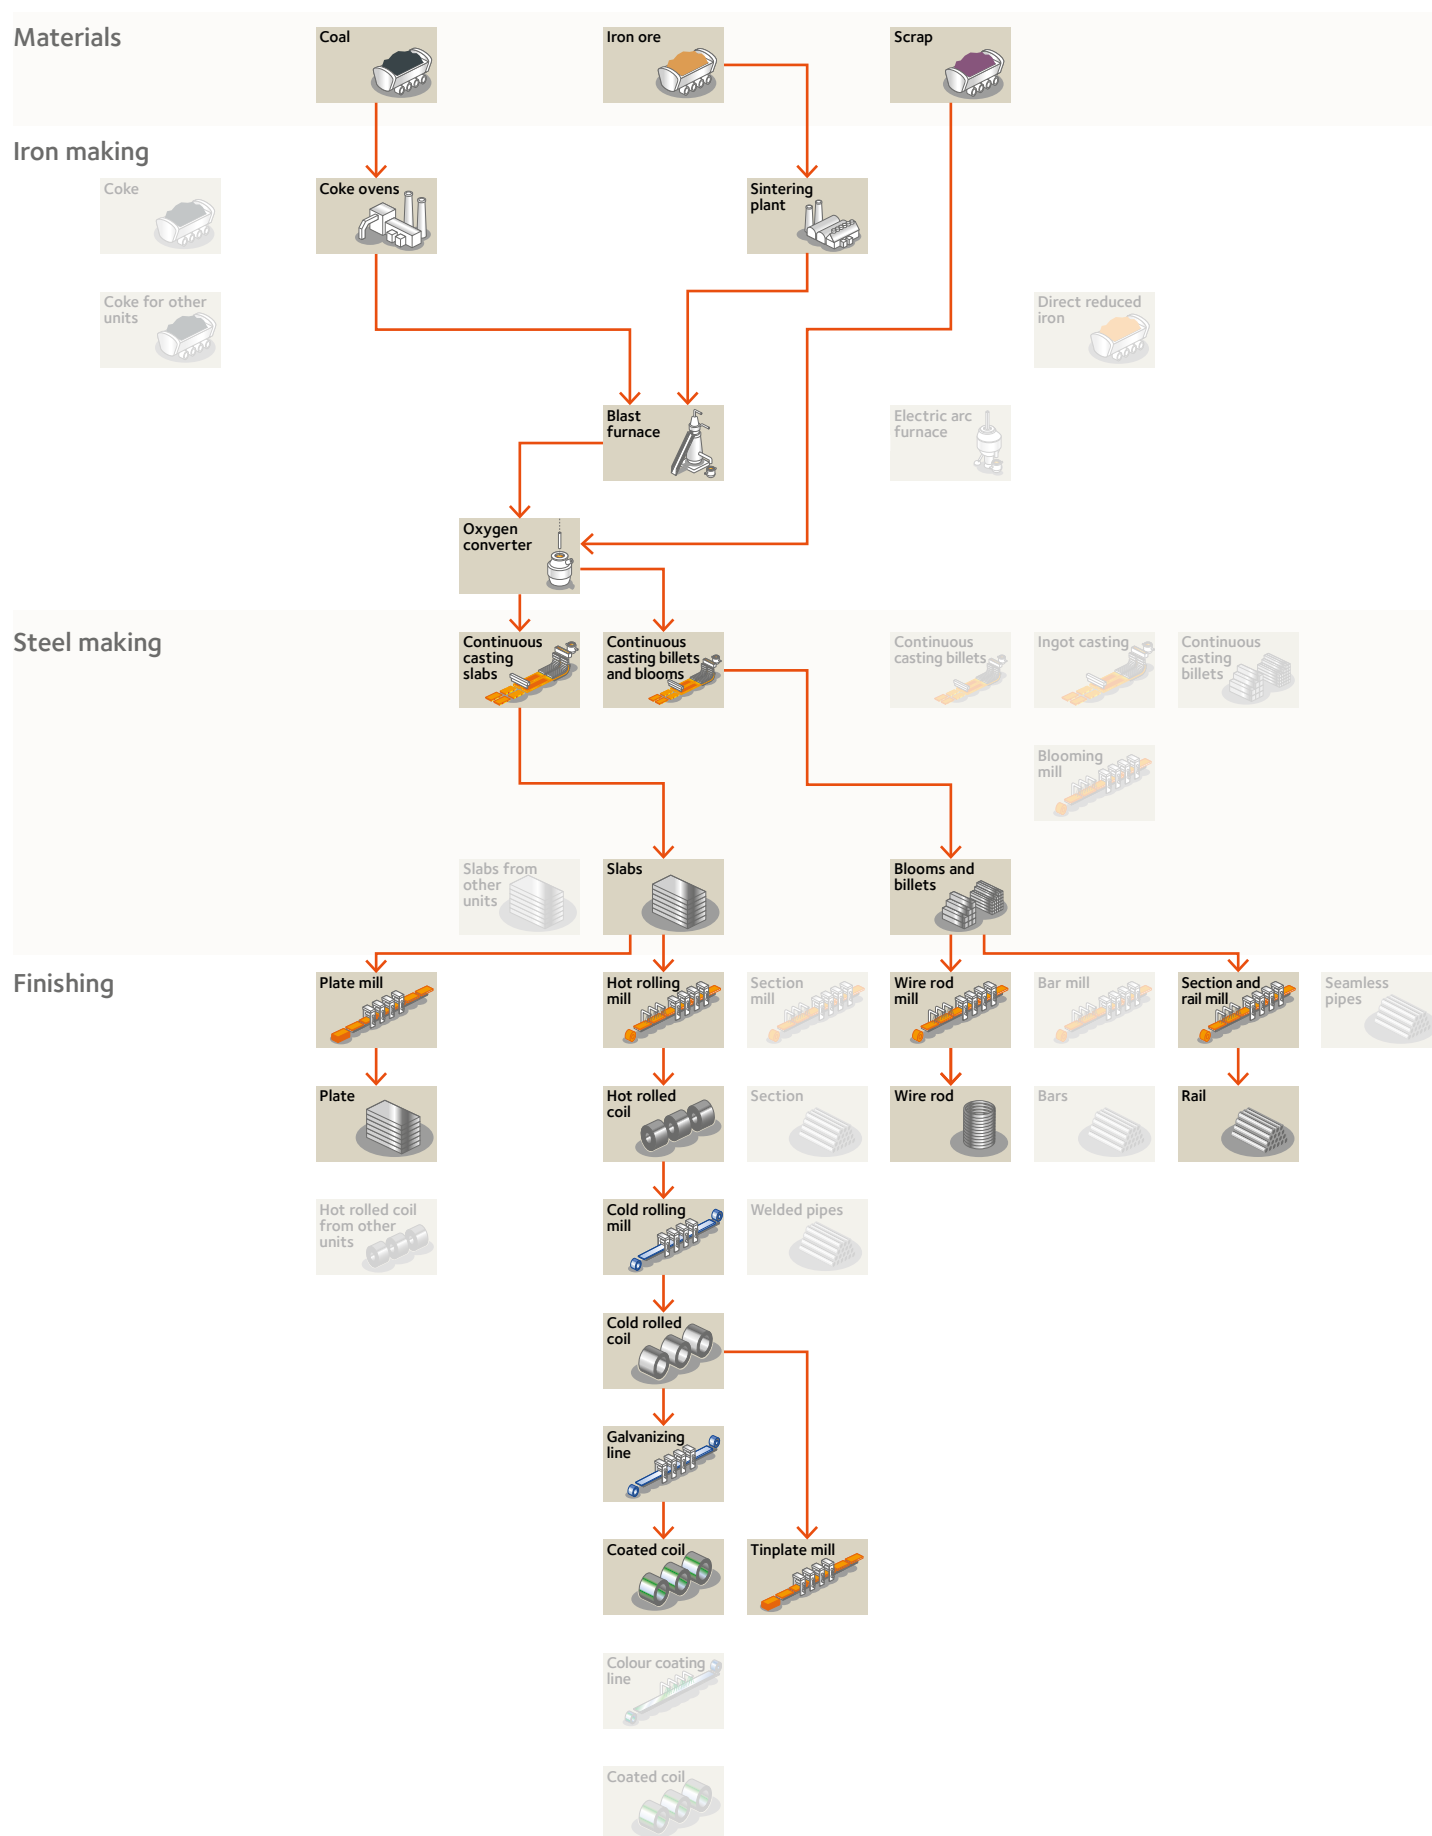 Materials
Coal
Iron ore
Scrap
Iron making
Coke
Coke ovens
Sintering
plant
Coke for other
units
Direct reduced
iron
Blast
furnace
Electric arc
furnace
Oxygen
converter
Steel making
Continuous
casting
slabs
Continuous
casting billets
and blooms
Continuous
casting billets
Ingot casting
Continuous
casting
billets
Blooming
mill
Slabs from
other
units
Slabs
Blooms and
billets
Finishing
Plate mill
Hot rolling
mill
Section
mill
Wire rod
mill
Bar mill
Section and
rail mill
Seamless
pipes
Plate
Hot rolled
coil
Section
Wire rod
Bars
Rail
Hot rolled coil
from other
units
Cold rolling
mill
Welded pipes
Cold rolled
coil
Galvanizing
line
Coated coil
Tinplate mill
Colour coating
line
Coated coil